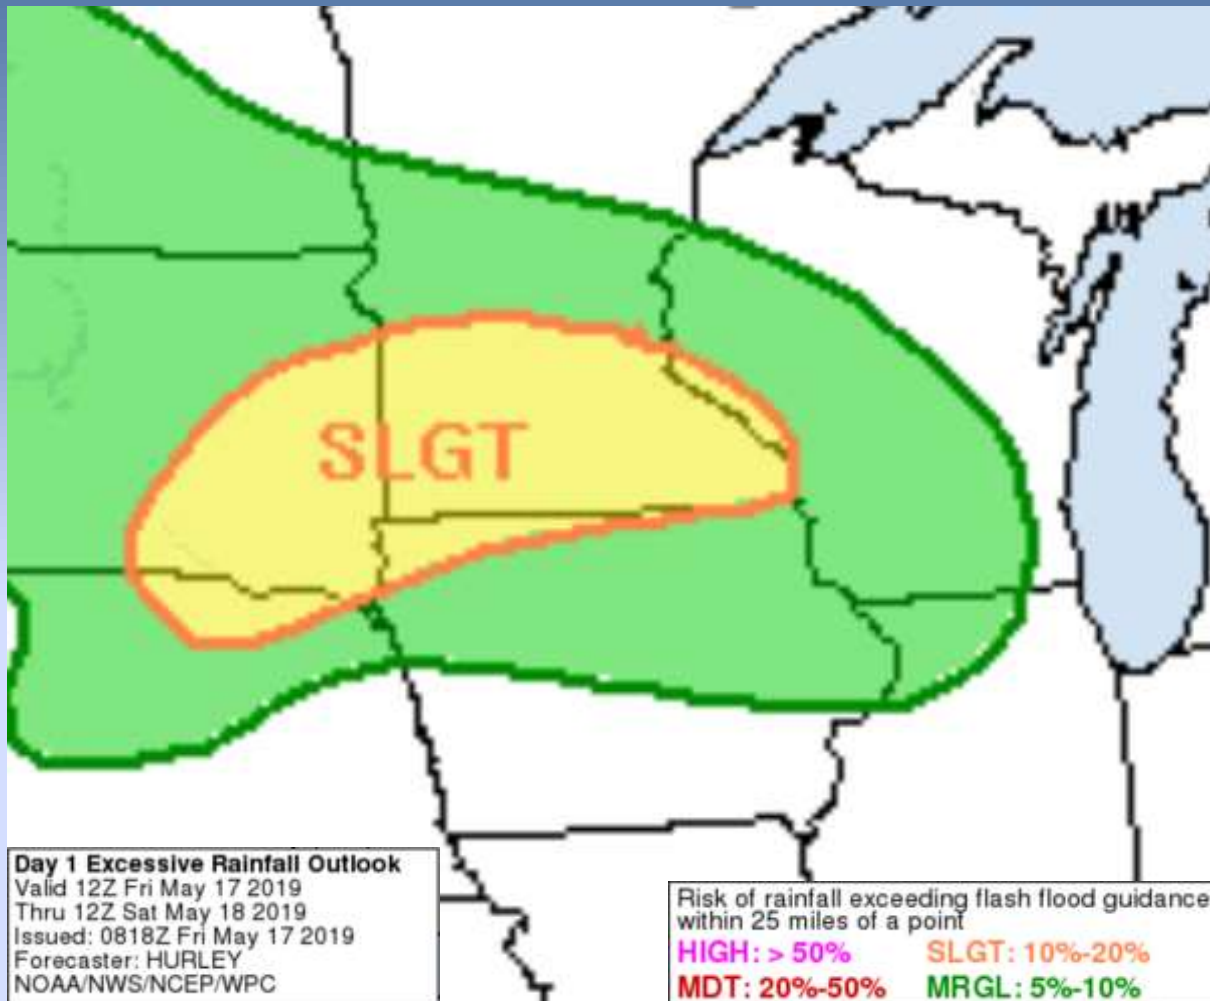 SLGT
Day 1 Excessive Rainfall Outlook
Valid 12Z Fri May 17 2019
Thru 12Z Sat May 18 2019
Issued: 0818Z Fri May 17 2019
Forecaster: HURLEY
NOAA/NWS/NCEP/WPC
Risk of rainfall exceeding flash flood guidance
within 25 miles of a point
HIGH: > 50% SLGT: 10%-20%
MDT: 20%-50% MRGL: 5%-10%